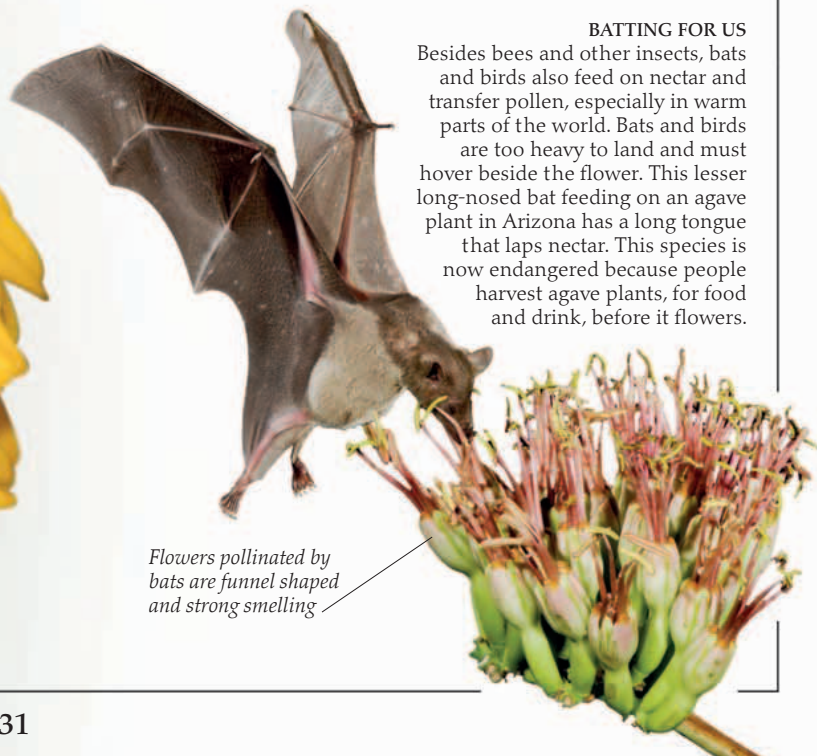 BATTING FOR US
Besides bees and other insects, bats
and birds also feed on nectar and
transfer pollen, especially in warm
parts of the world. Bats and birds
are too heavy to land and must
hover beside the flower. This lesser
long-nosed bat feeding on an agave
plant in Arizona has a long tongue
that laps nectar. This species is
now endangered because people
harvest agave plants, for food
and drink, before it flowers.
Flowers pollinated by
bats are funnel shaped
and strong smelling
31